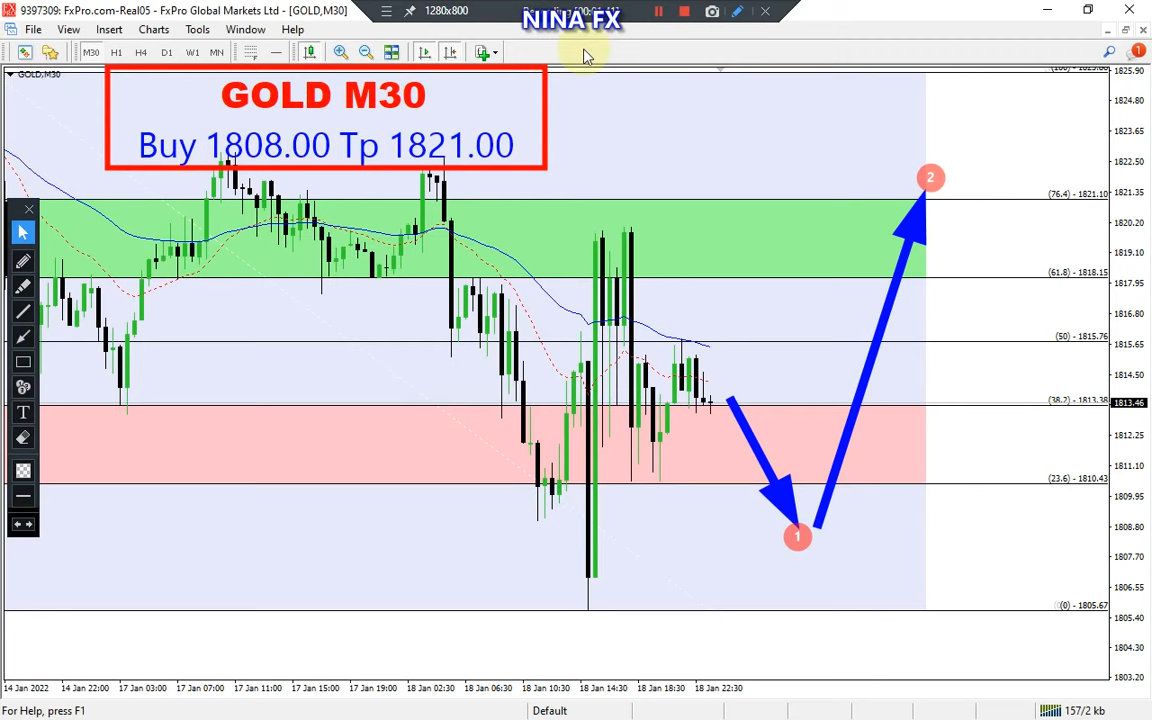 9397309: FxPro.com-Real05 - FxPro Global Markets Ltd - [GOLD,M30]
1280x800
NINA FX
File View Insert Charts Tools Window Help
M30 H1 H4 D1 W1 MN
1
GOLD,M30
GOLD M30
Buy 1808.00 Tp 1821.00
1825.90
1824.80
1823.65
1822.50
2
(76.4) - 1821.10
1821.35
1820.20
1819.10
(61.8) - 1818.15
1817.95
1816.80
(50) - 1815.76
1815.65
1814.50
(38.2) - 1813.38
1813.46
1812.25
1811.10
(23.6) - 1810.43
1809.95
1
1808.80
1807.70
1806.55
(0) - 1805.67
1805.40
1804.30
1803.20
14 Jan 2022 14 Jan 22:00 17 Jan 03:00 17 Jan 07:00 17 Jan 11:00 17 Jan 15:00 17 Jan 19:00 18 Jan 02:30 18 Jan 06:30 18 Jan 10:30 18 Jan 14:30 18 Jan 18:30 18 Jan 22:30
For Help, press F1 Default 157/2 kb